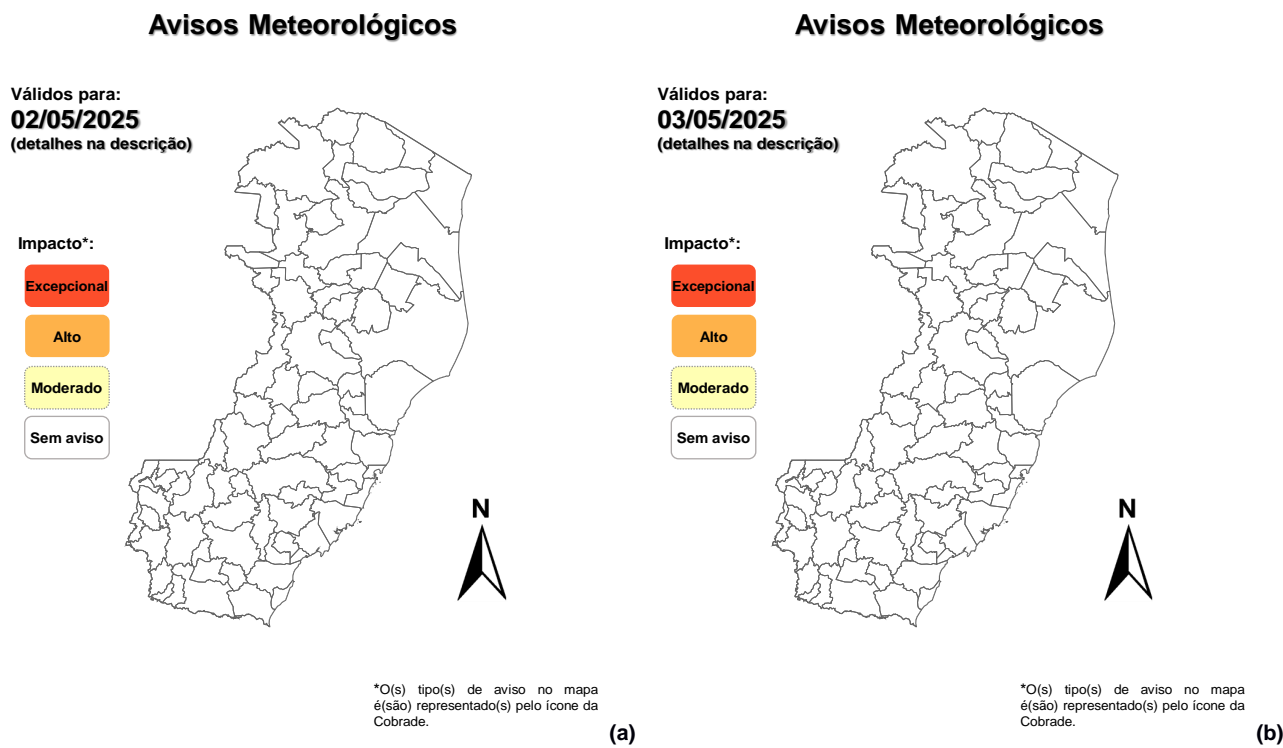 Avisos Meteorológicos
Válidos para:
02/05/2025
(detalhes na descrição)
Impacto*:
Excepcional
Alto
Moderado
Sem aviso
N
*O(s) tipo(s) de aviso no mapa
é(são) representado(s) pelo ícone da
Cobrade.
(a)
Avisos Meteorológicos
Válidos para:
03/05/2025
(detalhes na descrição)
Impacto*:
Excepcional
Alto
Moderado
Sem aviso
N
*O(s) tipo(s) de aviso no mapa
é(são) representado(s) pelo ícone da
Cobrade.
(b)